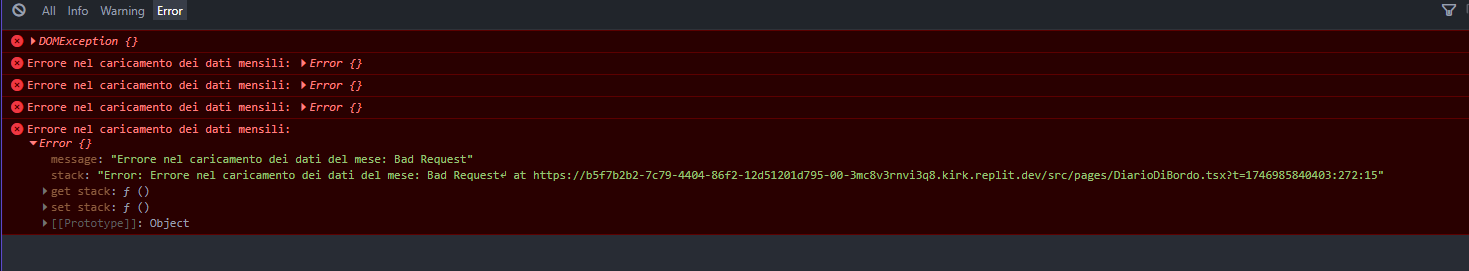 All Info Warning Error
DOMException {}
Errore nel caricamento dei dati mensili: Error {}
Errore nel caricamento dei dati mensili: Error {}
Errore nel caricamento dei dati mensili: Error {}
Errore nel caricamento dei dati mensili:
Error {}
message: "Errore nel caricamento dei dati del mese: Bad Request"
stack: "Error: Errore nel caricamento dei dati del mese: Bad Request↵ at https://b5f7b2b2-7c79-4404-86f2-12d51201d795-00-3mc8v3rnvi3q8.kirk.replit.dev/src/pages/DiarioDiBordo.tsx?t=1746985840403:272:15"
get stack: ƒ ()
set stack: ƒ ()
[[Prototype]]: Object